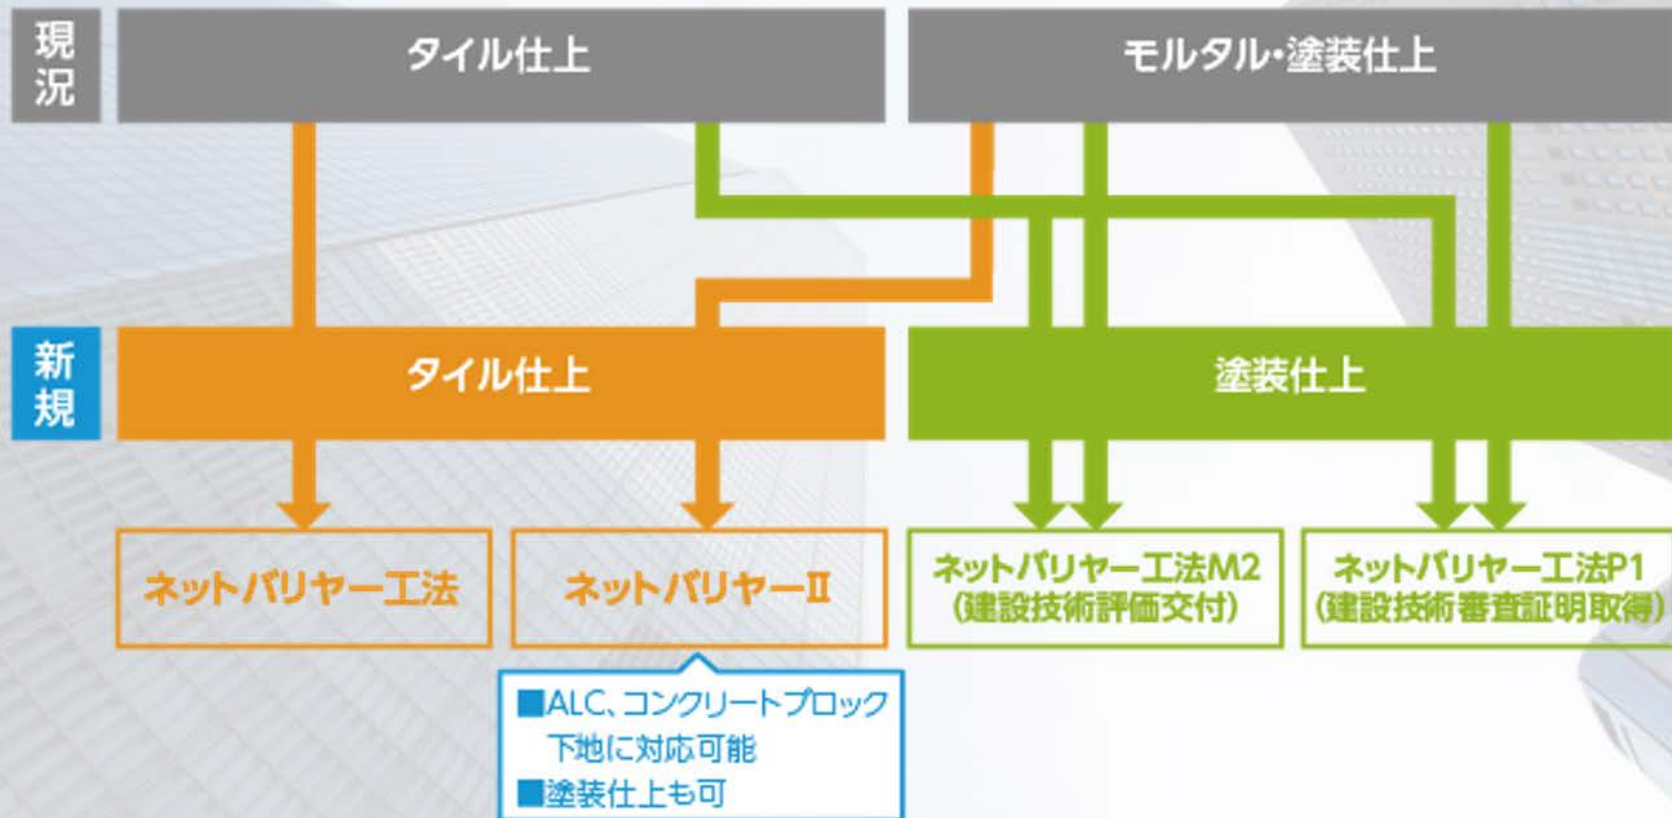 現況
タイル仕上
モルタル・塗装仕上
新規
タイル仕上
塗装仕上
ネットバリヤー工法
ネットバリヤーⅡ
ネットバリヤー工法M2
(建設技術評価交付)
ネットバリヤー工法P1
(建設技術審査証明取得)
■ALC、コンクリートブロック
下地に対応可能
■塗装仕上も可